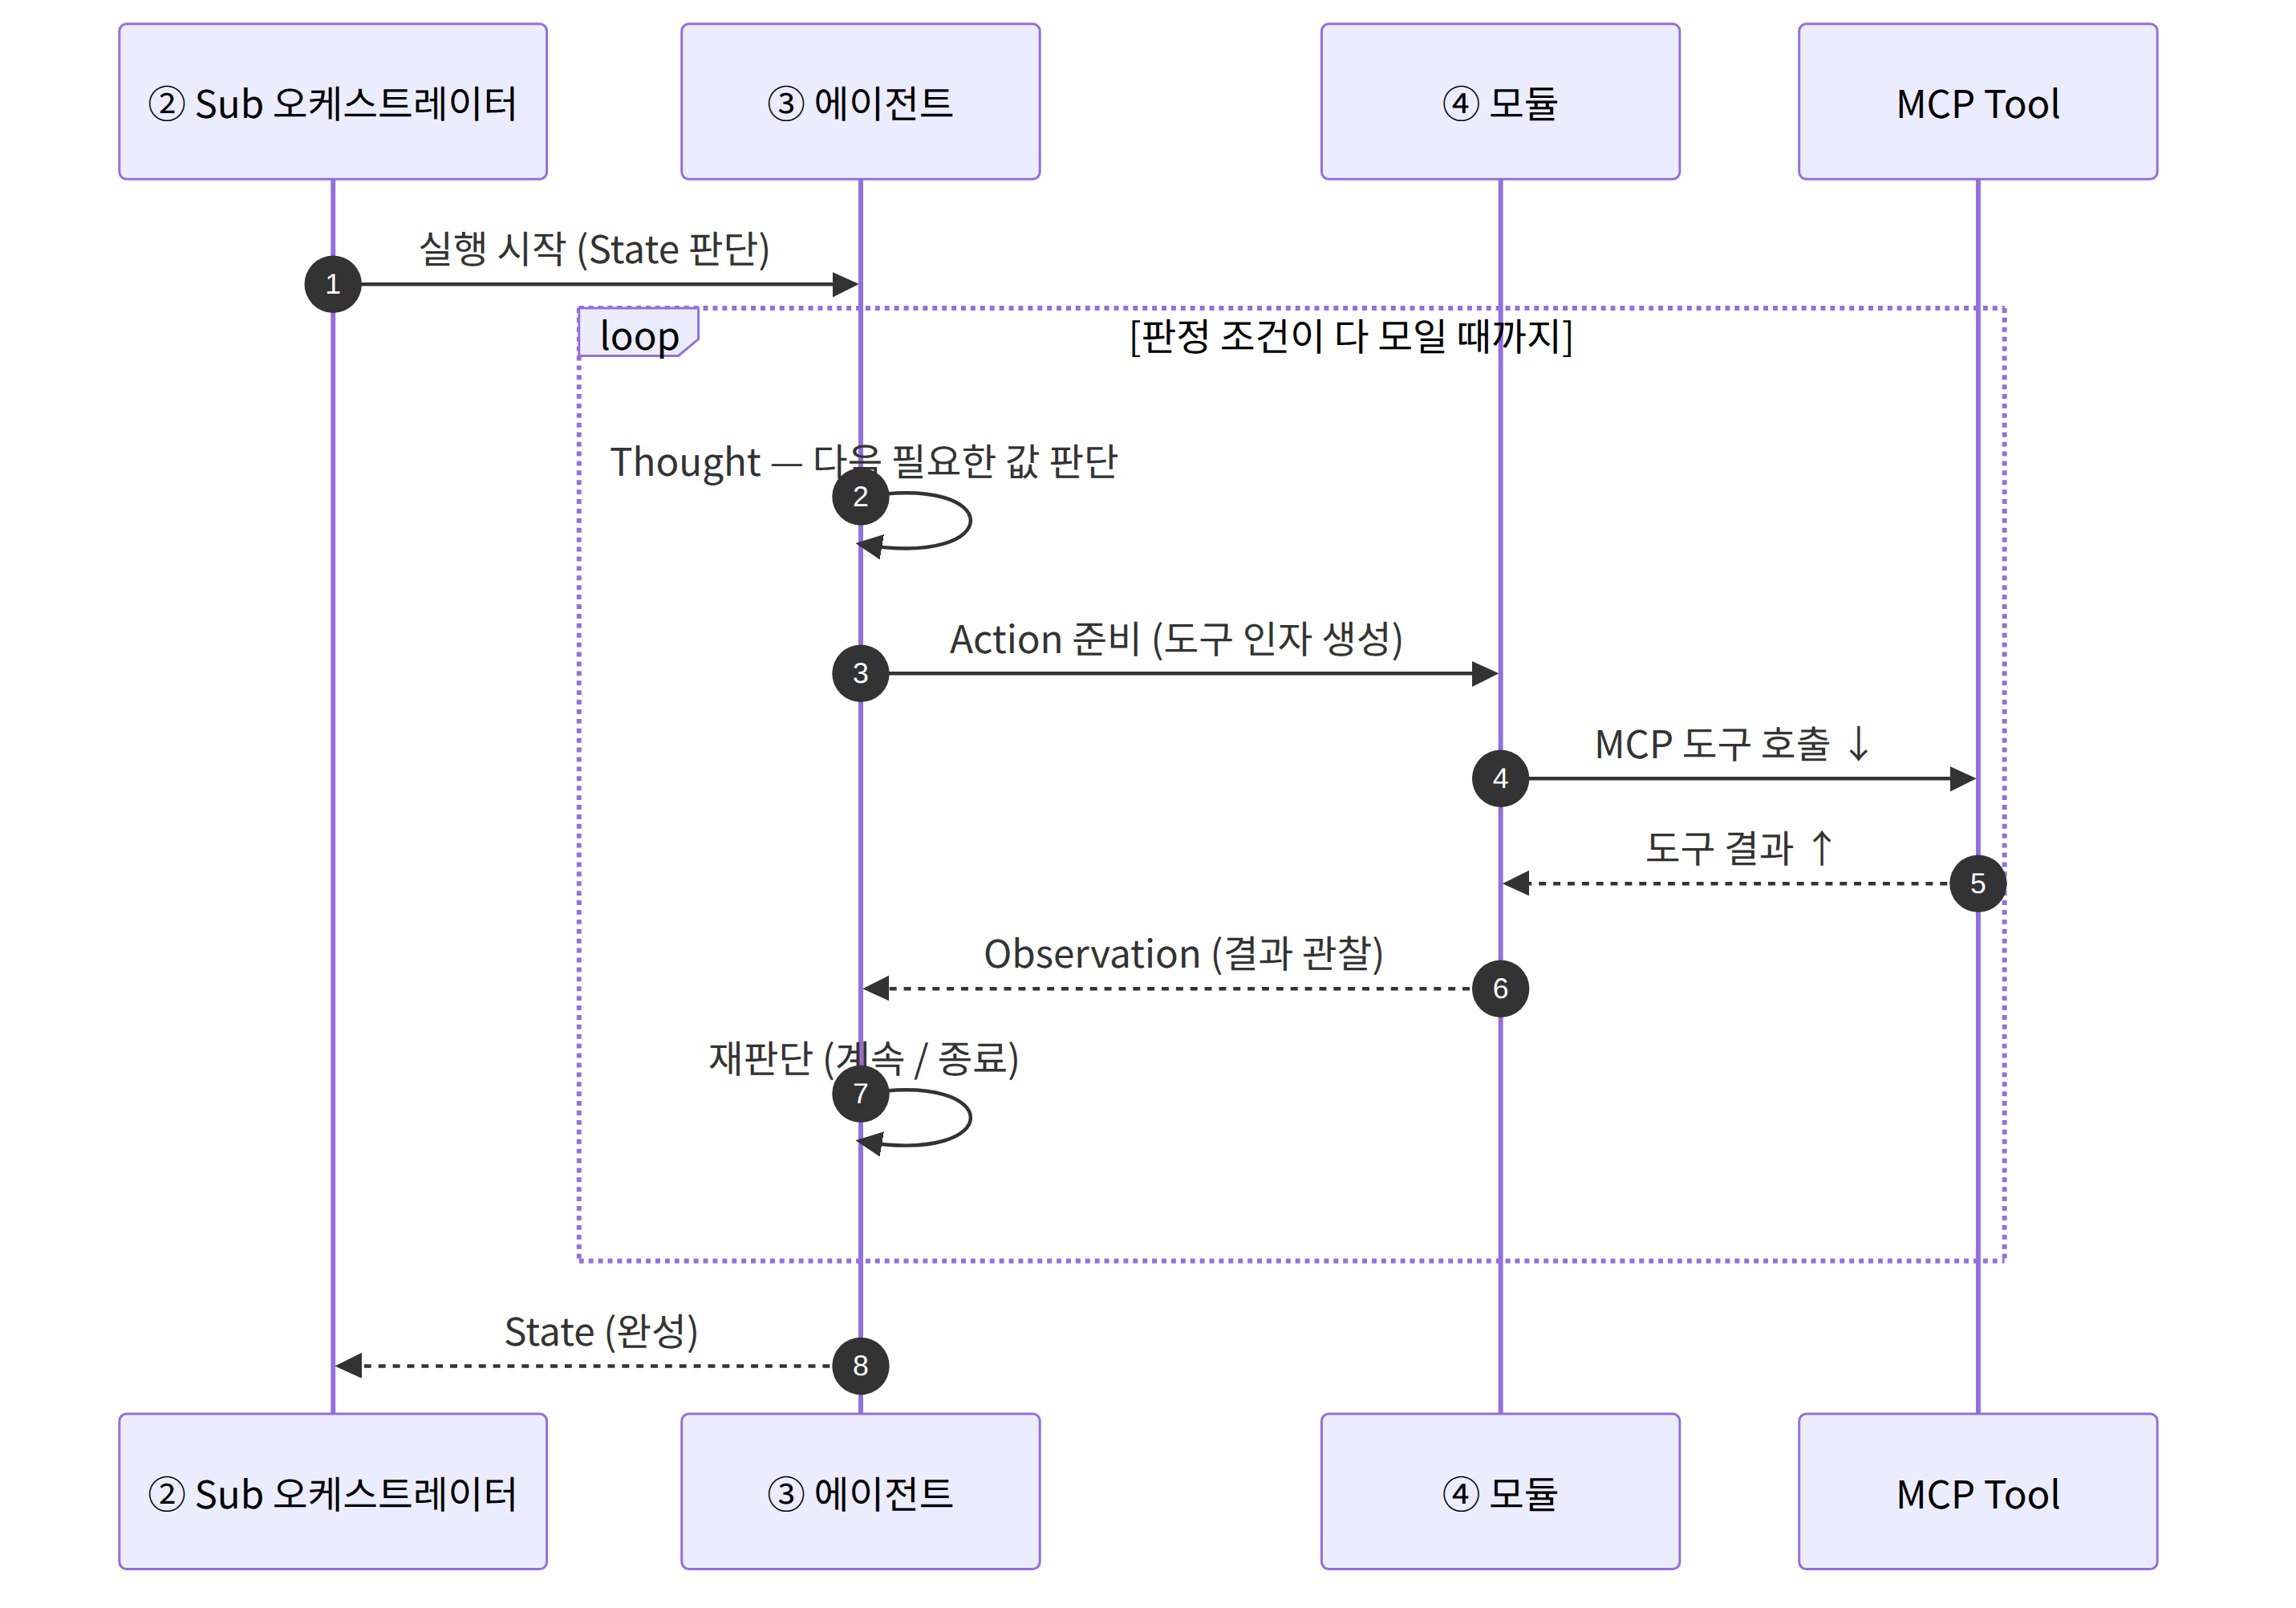 ② Sub 오케스트레이터
③ 에이전트
④ 모듈
MCP Tool
실행 시작 (State 판단)
1
loop
[판정 조건이 다 모일 때까지]
Thought — 다음 필요한 값 판단
2
Action 준비 (도구 인자 생성)
3
MCP 도구 호출 ↓
4
도구 결과 ↑
5
Observation (결과 관찰)
6
재판단 (계속 / 종료)
7
State (완성)
8
② Sub 오케스트레이터
③ 에이전트
④ 모듈
MCP Tool